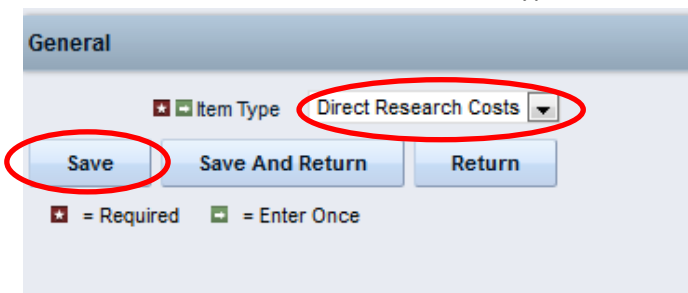 General
Item Type Direct Research Costs
Save Save And Return Return
= Required = Enter Once